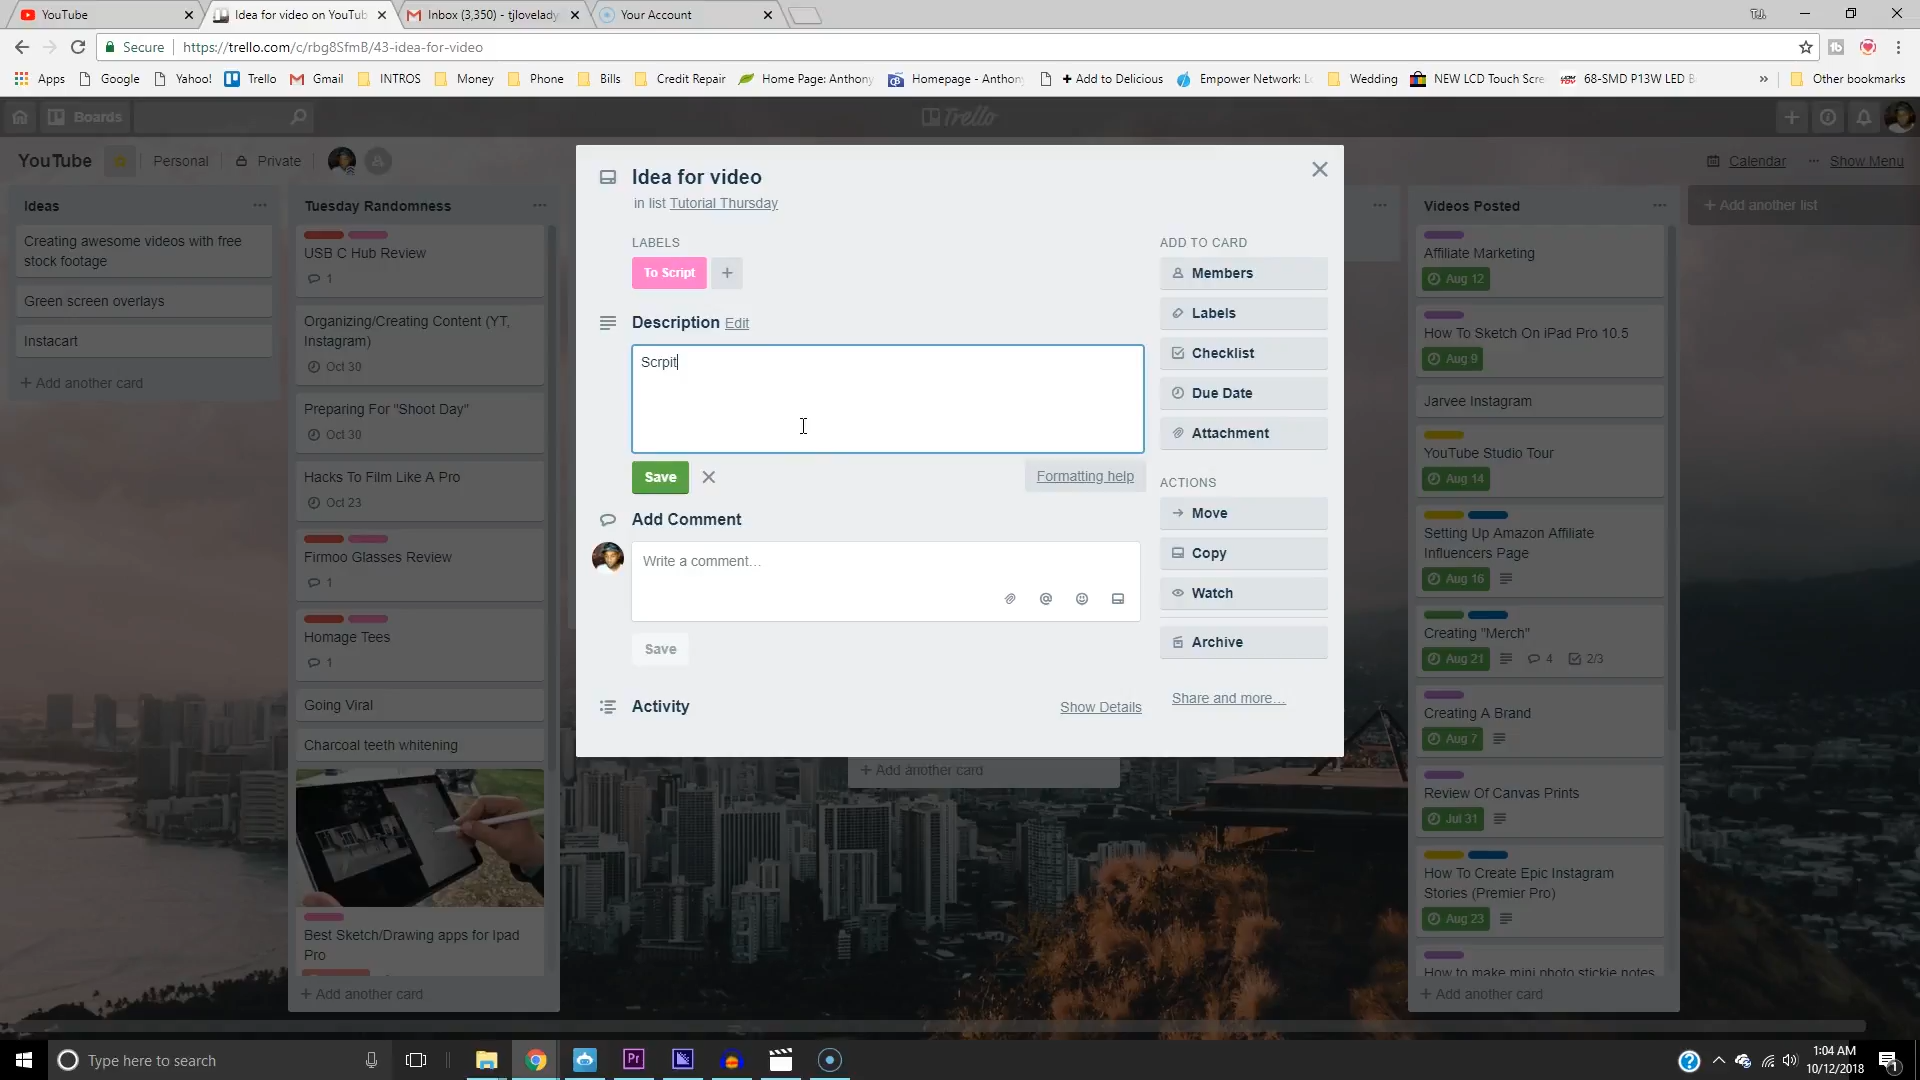 YouTube
Idea for video on YouTub
Inbox (3,350) - tjlovelady
Your Account
TJ.
Secure
https://trello.com/c/rbg8SfmB/43-idea-for-video
Apps
Google
Yahoo!
Trello
Gmail
INTROS
Money
Phone
Bills
Credit Repair
Home Page: Anthony
Homepage - Anthony
+ Add to Delicious
Empower Network: L
Wedding
NEW LCD Touch Scre
68-SMD P13W LED B
»
Other bookmarks
Boards
Trello
YouTube
Personal
Private
Calendar
Show Menu
Ideas
Creating awesome videos with free
stock footage
Green screen overlays
Instacart
+ Add another card
Tuesday Randomness
USB C Hub Review
1
Organizing/Creating Content (YT,
Instagram)
Oct 30
Preparing For "Shoot Day"
Oct 30
Hacks To Film Like A Pro
Oct 23
Firmoo Glasses Review
1
Homage Tees
1
Going Viral
Charcoal teeth whitening
Best Sketch/Drawing apps for Ipad
Pro
+ Add another card
Idea for video
in list Tutorial Thursday
LABELS
To Script
+
Description Edit
Scrpit
Save
Formatting help
Add Comment
Write a comment…
@
Save
Activity
Show Details
ADD TO CARD
Members
Labels
Checklist
Due Date
Attachment
ACTIONS
Move
Copy
Watch
Archive
Share and more…
+ Add another card
Videos Posted
Affiliate Marketing
Aug 12
How To Sketch On iPad Pro 10.5
Aug 9
Jarvee Instagram
YouTube Studio Tour
Aug 14
Setting Up Amazon Affiliate
Influencers Page
Aug 16
Creating "Merch"
Aug 21
4
2/3
Creating A Brand
Aug 7
Review Of Canvas Prints
Jul 31
How To Create Epic Instagram
Stories (Premier Pro)
Aug 23
How to make mini photo stickie notes
+ Add another card
+ Add another list
Type here to search
Pr
1:04 AM
10/12/2018
1